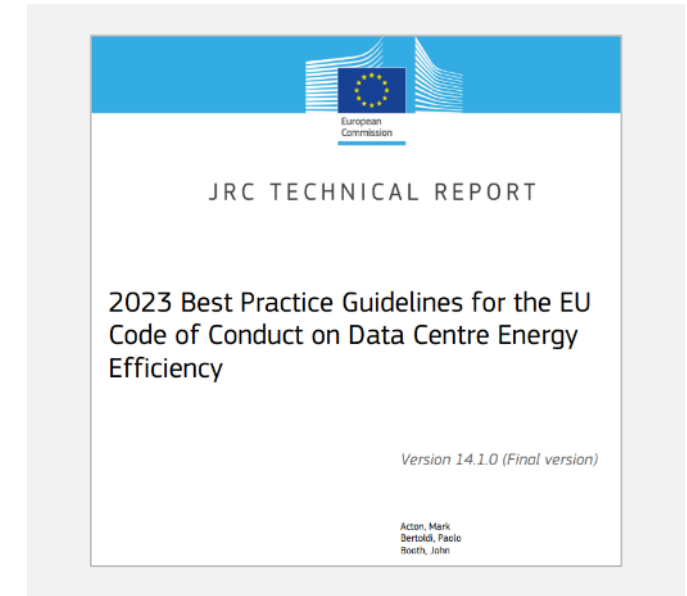 European
Commission
JRC TECHNICAL REPORT
2023 Best Practice Guidelines for the EU
Code of Conduct on Data Centre Energy
Efficiency
Version 14.1.0 (Final version)
Acton, Mark
Bertoldi, Paolo
Booth, John